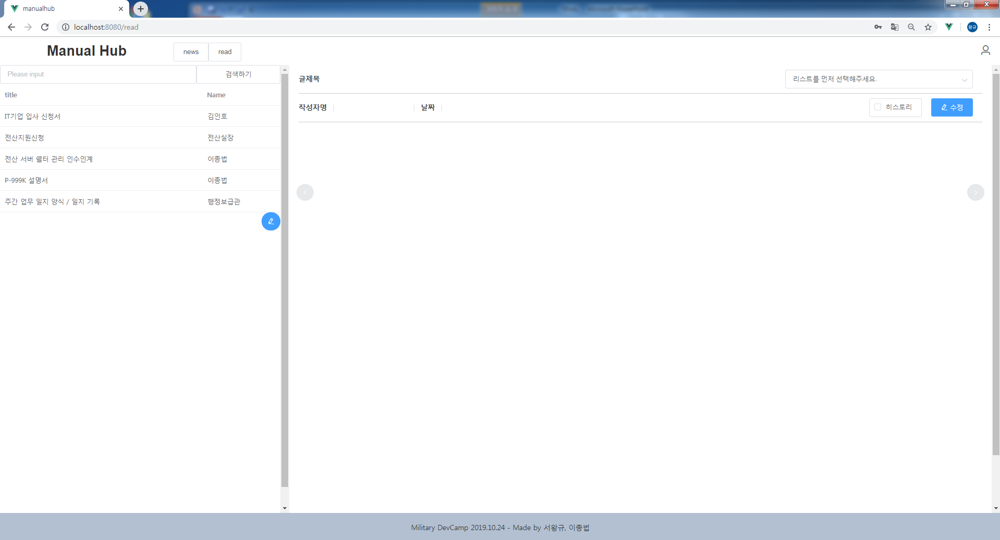 manualhub
localhost:8080/read
왕규
Manual Hub
news
read
Please input
검색하기
title Name
IT기업 입사 신청서 김인호
전산지원신청 전산실장
전산 서버 쉘터 관리 인수인계 이종법
P-999K 설명서 이종법
주간 업무 일지 양식 / 일지 기록 행정보급관
글제목
리스트를 먼저 선택해주세요.
작성자명 날짜
히스토리
수정
Military DevCamp 2019.10.24 - Made by 서왕규, 이종법